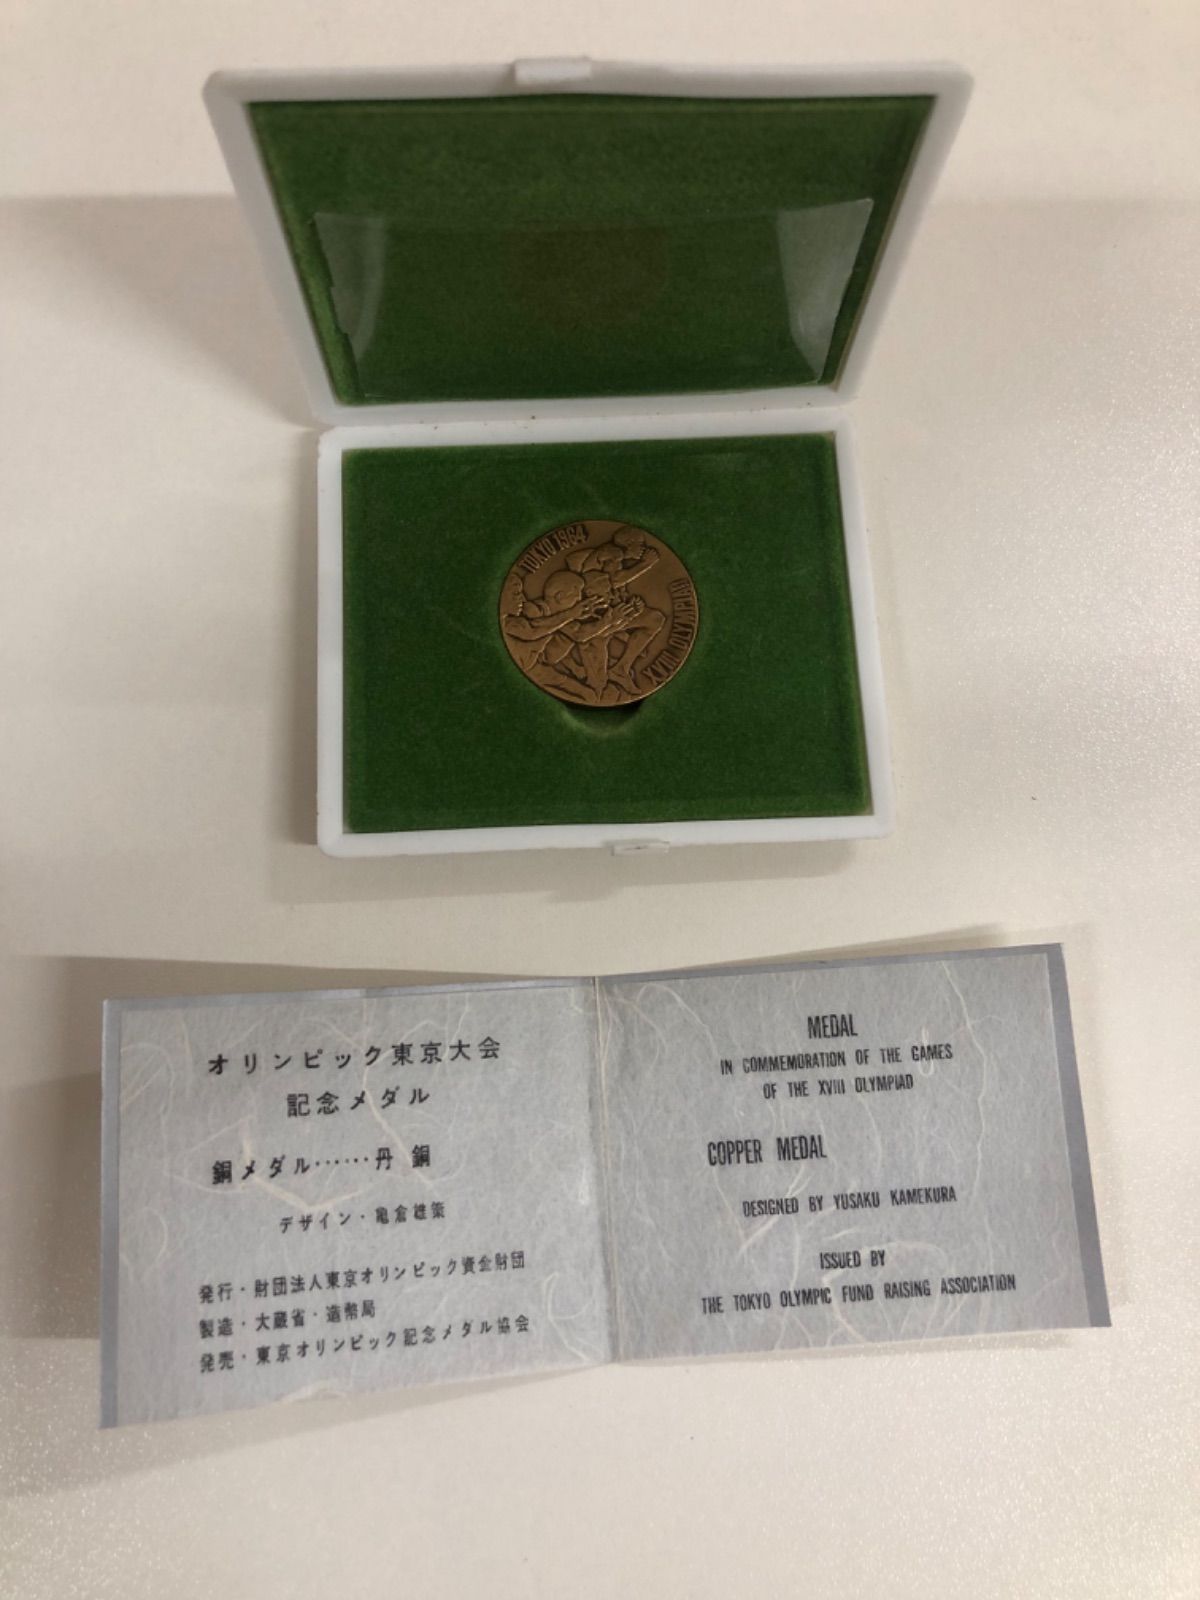 TOKYO 1964
XVIII OLYMPIAD
オリンピック東京大会
記念メダル
銅メダル……丹 銅
デザイン・亀倉雄策
発行・財団法人東京オリンピック資金財団
製造・大蔵省・造幣局
発売・東京オリンピック記念メダル協会
MEDAL
IN COMMEMORATION OF THE GAMES
OF THE XVIII OLYMPIAD
COPPER MEDAL
DESIGNED BY YUSAKU KAMEKURA
ISSUED BY
THE TOKYO OLYMPIC FUND RAISING ASSOCIATION